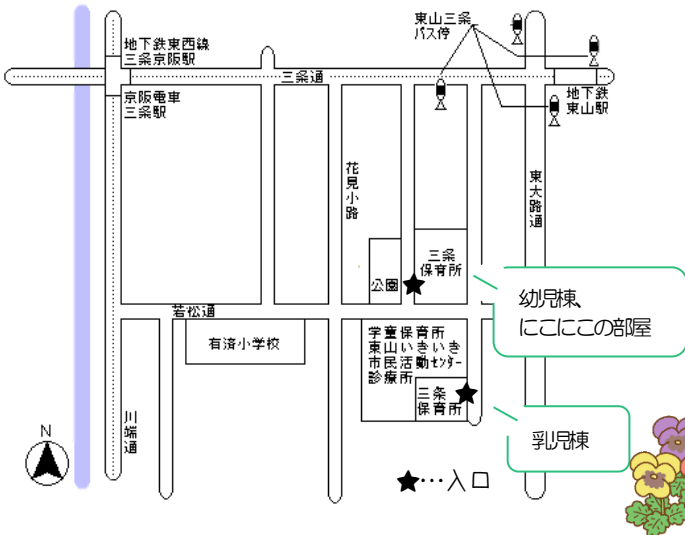 地下鉄東西線
三条京阪駅
京阪電車
三条駅
三条通
東山三条
バス停
地下鉄
東山駅
花見小路
東大路通
公園
三条
保育所
幼児棟、
にこにこの部屋
若松通
有済小学校
学童保育所
東山いきいき
市民活動センター
診療所
三条
保育所
乳児棟
川端通
N
★…入口